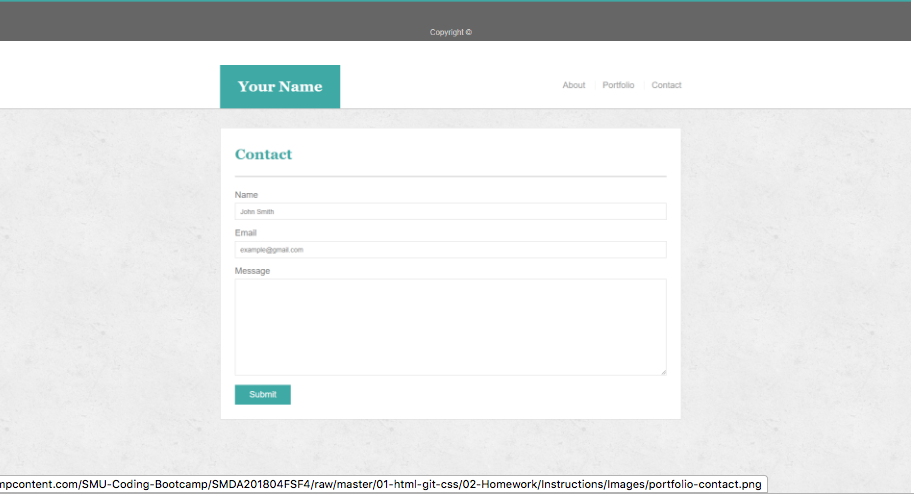 Copyright ©
Your Name
About Portfolio Contact
Contact
Name
John Smith
Email
example@gmail.com
Message
Submit
mpcontent.com/SMU-Coding-Bootcamp/SMDA201804FSF4/raw/master/01-html-git-css/02-Homework/Instructions/Images/portfolio-contact.png